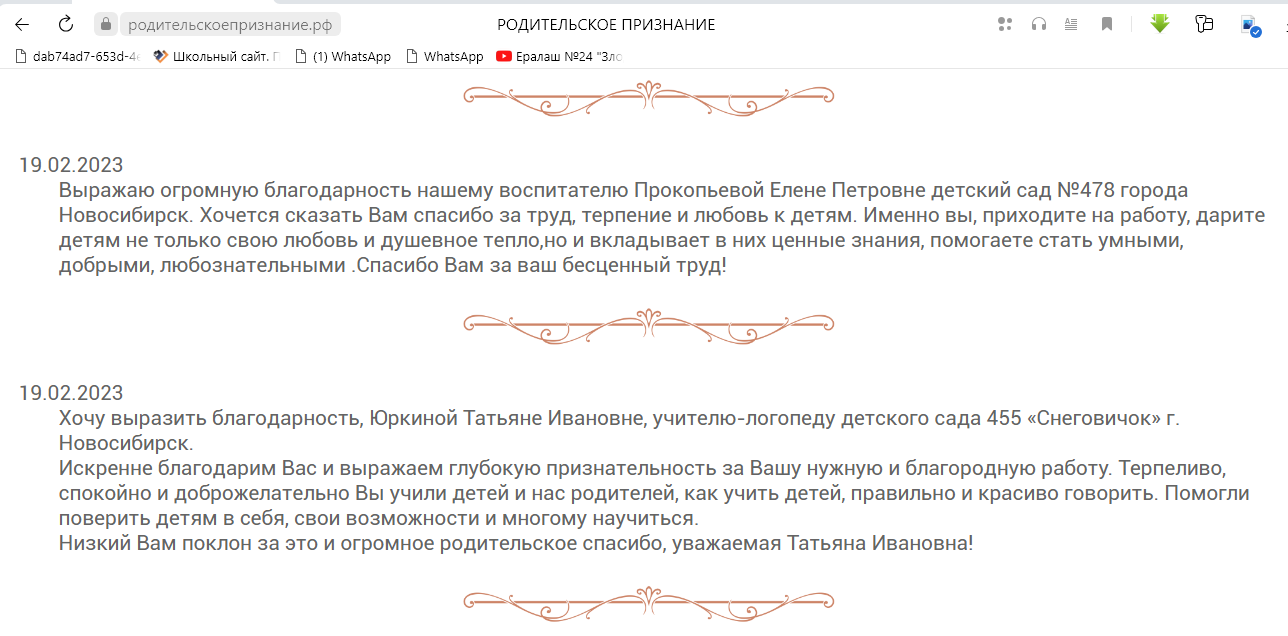 родительскоепризнание.рф
РОДИТЕЛЬСКОЕ ПРИЗНАНИЕ
dab74ad7-653d-4
Школьный сайт.
(1) WhatsApp
WhatsApp
Ералаш №24 "Зло
19.02.2023
Выражаю огромную благодарность нашему воспитателю Прокопьевой Елене Петровне детский сад №478 города
Новосибирск. Хочется сказать Вам спасибо за труд, терпение и любовь к детям. Именно вы, приходите на работу, дарите
детям не только свою любовь и душевное тепло,но и вкладывает в них ценные знания, помогаете стать умными,
добрыми, любознательными .Спасибо Вам за ваш бесценный труд!
19.02.2023
Хочу выразить благодарность, Юркиной Татьяне Ивановне, учителю-логопеду детского сада 455 «Снеговичок» г.
Новосибирск.
Искренне благодарим Вас и выражаем глубокую признательность за Вашу нужную и благородную работу. Терпеливо,
спокойно и доброжелательно Вы учили детей и нас родителей, как учить детей, правильно и красиво говорить. Помогли
поверить детям в себя, свои возможности и многому научиться.
Низкий Вам поклон за это и огромное родительское спасибо, уважаемая Татьяна Ивановна!